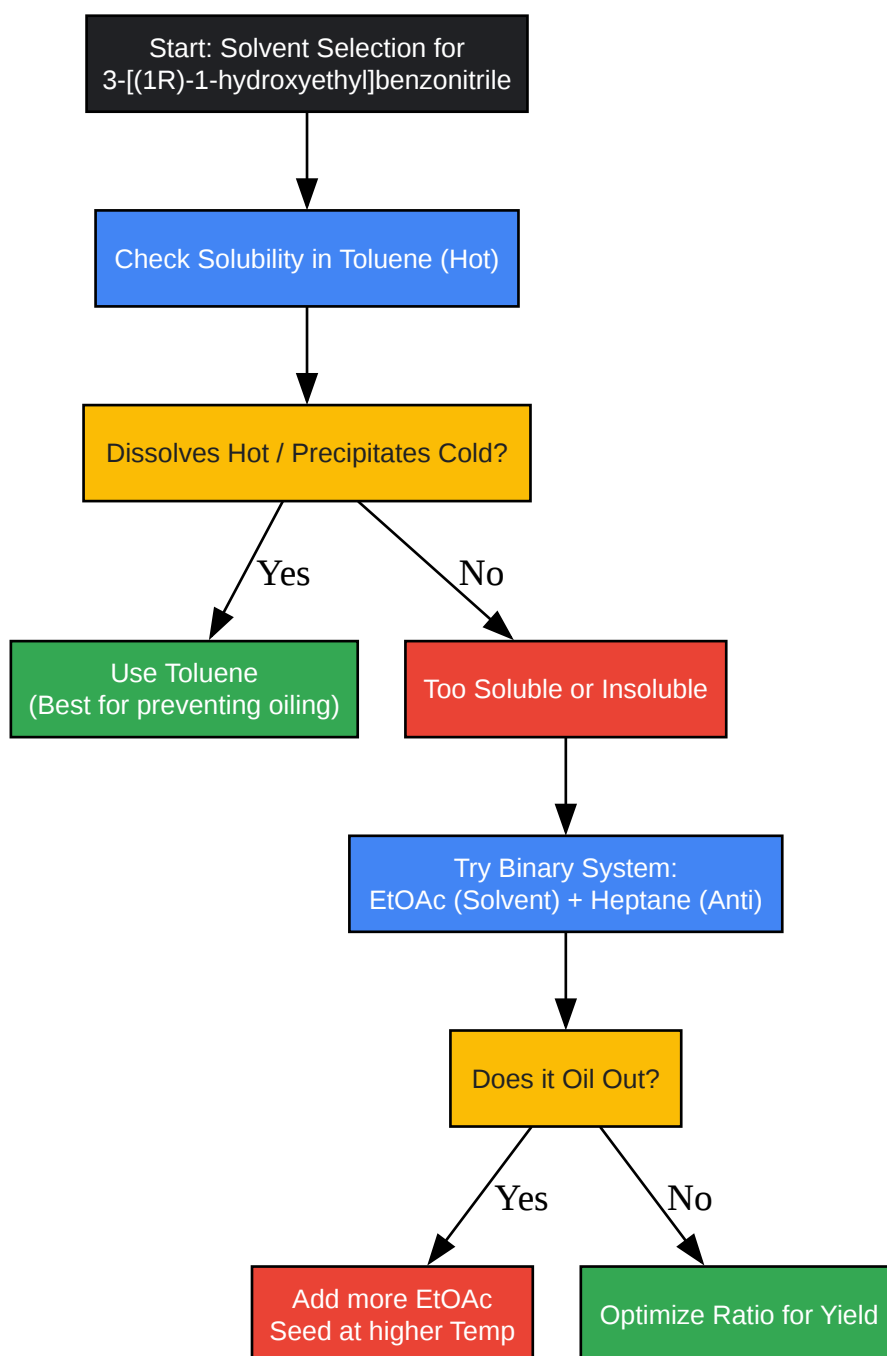 Start: Solvent Selection for
3-[(1R)-1-hydroxyethyl]benzonitrile
Check Solubility in Toluene (Hot)
Dissolves Hot / Precipitates Cold?
Yes
No
Use Toluene
(Best for preventing oiling)
Too Soluble or Insoluble
Try Binary System:
EtOAc (Solvent) + Heptane (Anti)
Does it Oil Out?
Yes
No
Add more EtOAc
Seed at higher Temp
Optimize Ratio for Yield